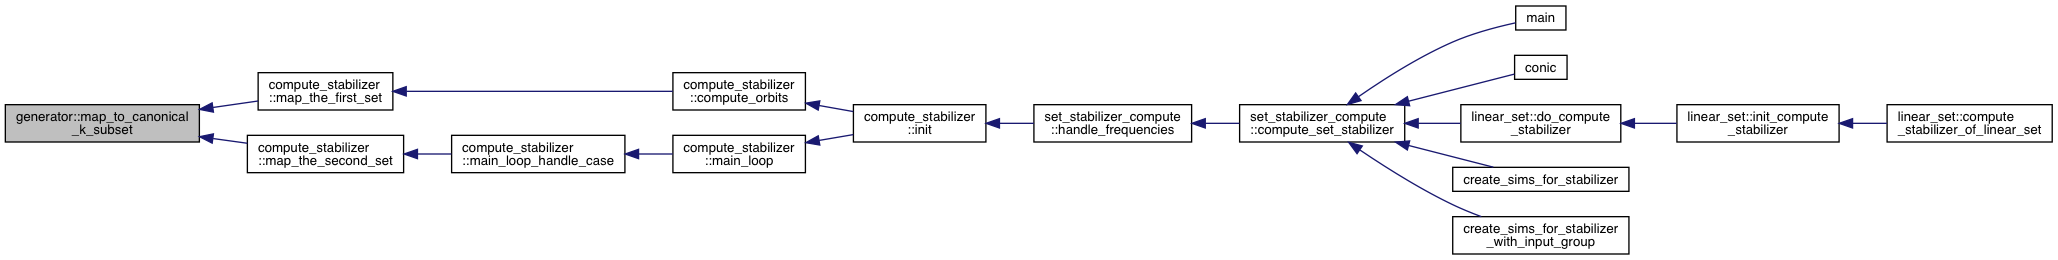 generator::map_to_canonical
_k_subset
compute_stabilizer
::map_the_first_set
compute_stabilizer
::map_the_second_set
compute_stabilizer
::main_loop_handle_case
compute_stabilizer
::compute_orbits
compute_stabilizer
::main_loop
compute_stabilizer
::init
set_stabilizer_compute
::handle_frequencies
set_stabilizer_compute
::compute_set_stabilizer
main
conic
linear_set::do_compute
_stabilizer
create_sims_for_stabilizer
create_sims_for_stabilizer
_with_input_group
linear_set::init_compute
_stabilizer
linear_set::compute
_stabilizer_of_linear_set